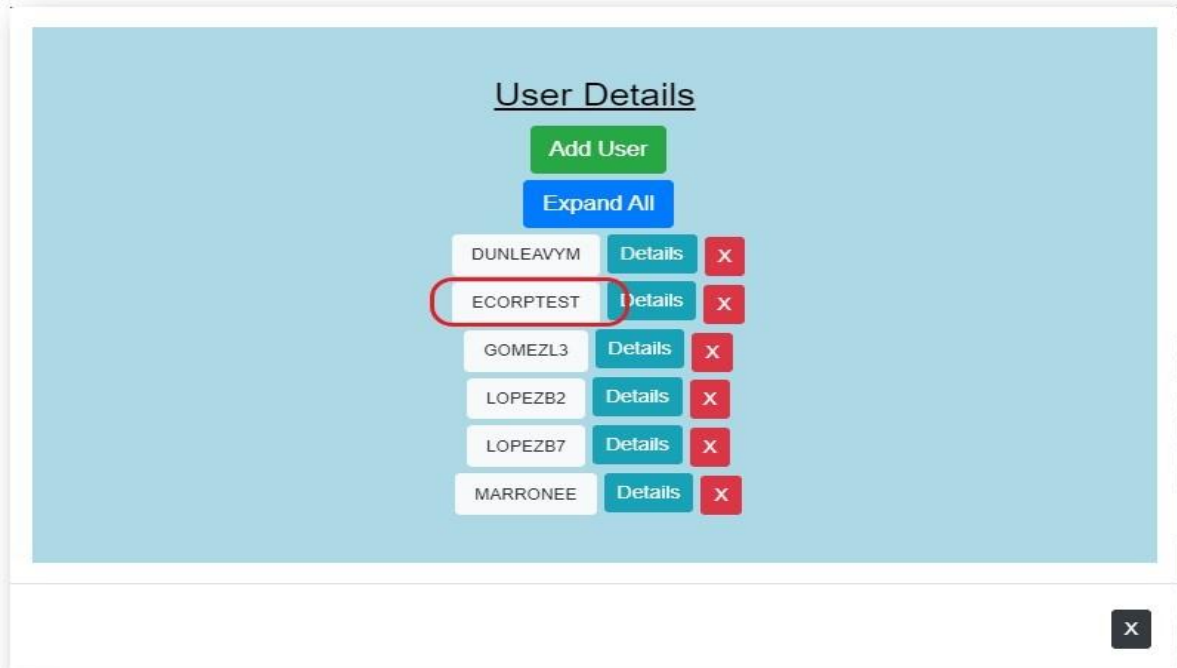 User Details
Add User
Expand All
DUNLEAVYM Details X
ECORPTEST Details X
GOMEZL3 Details X
LOPEZB2 Details X
LOPEZB7 Details X
MARRONEE Details X
X